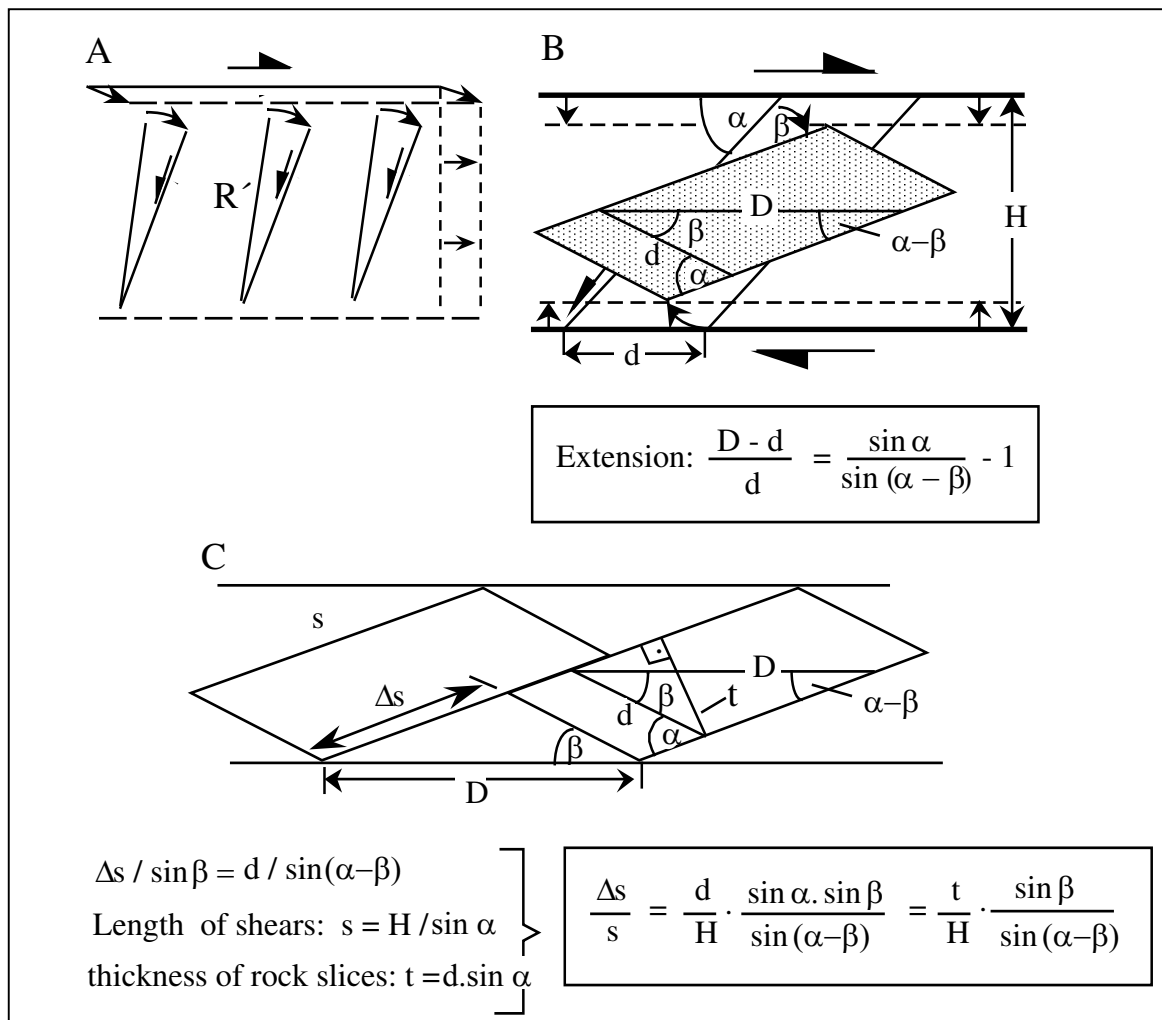 A
R´
B
α
β
D
H
β
α–β
d
α
d
Extension: D - d / d = sin α / sin (α – β) - 1
C
s
D
Δs
β
t
α–β
d
α
β
D
Δs / sinβ = d / sin(α–β)
Length of shears: s = H / sin α
thickness of rock slices: t =d.sin α
Δs / s = d / H · sin α. sin β / sin (α–β) = t / H · sin β / sin (α–β)